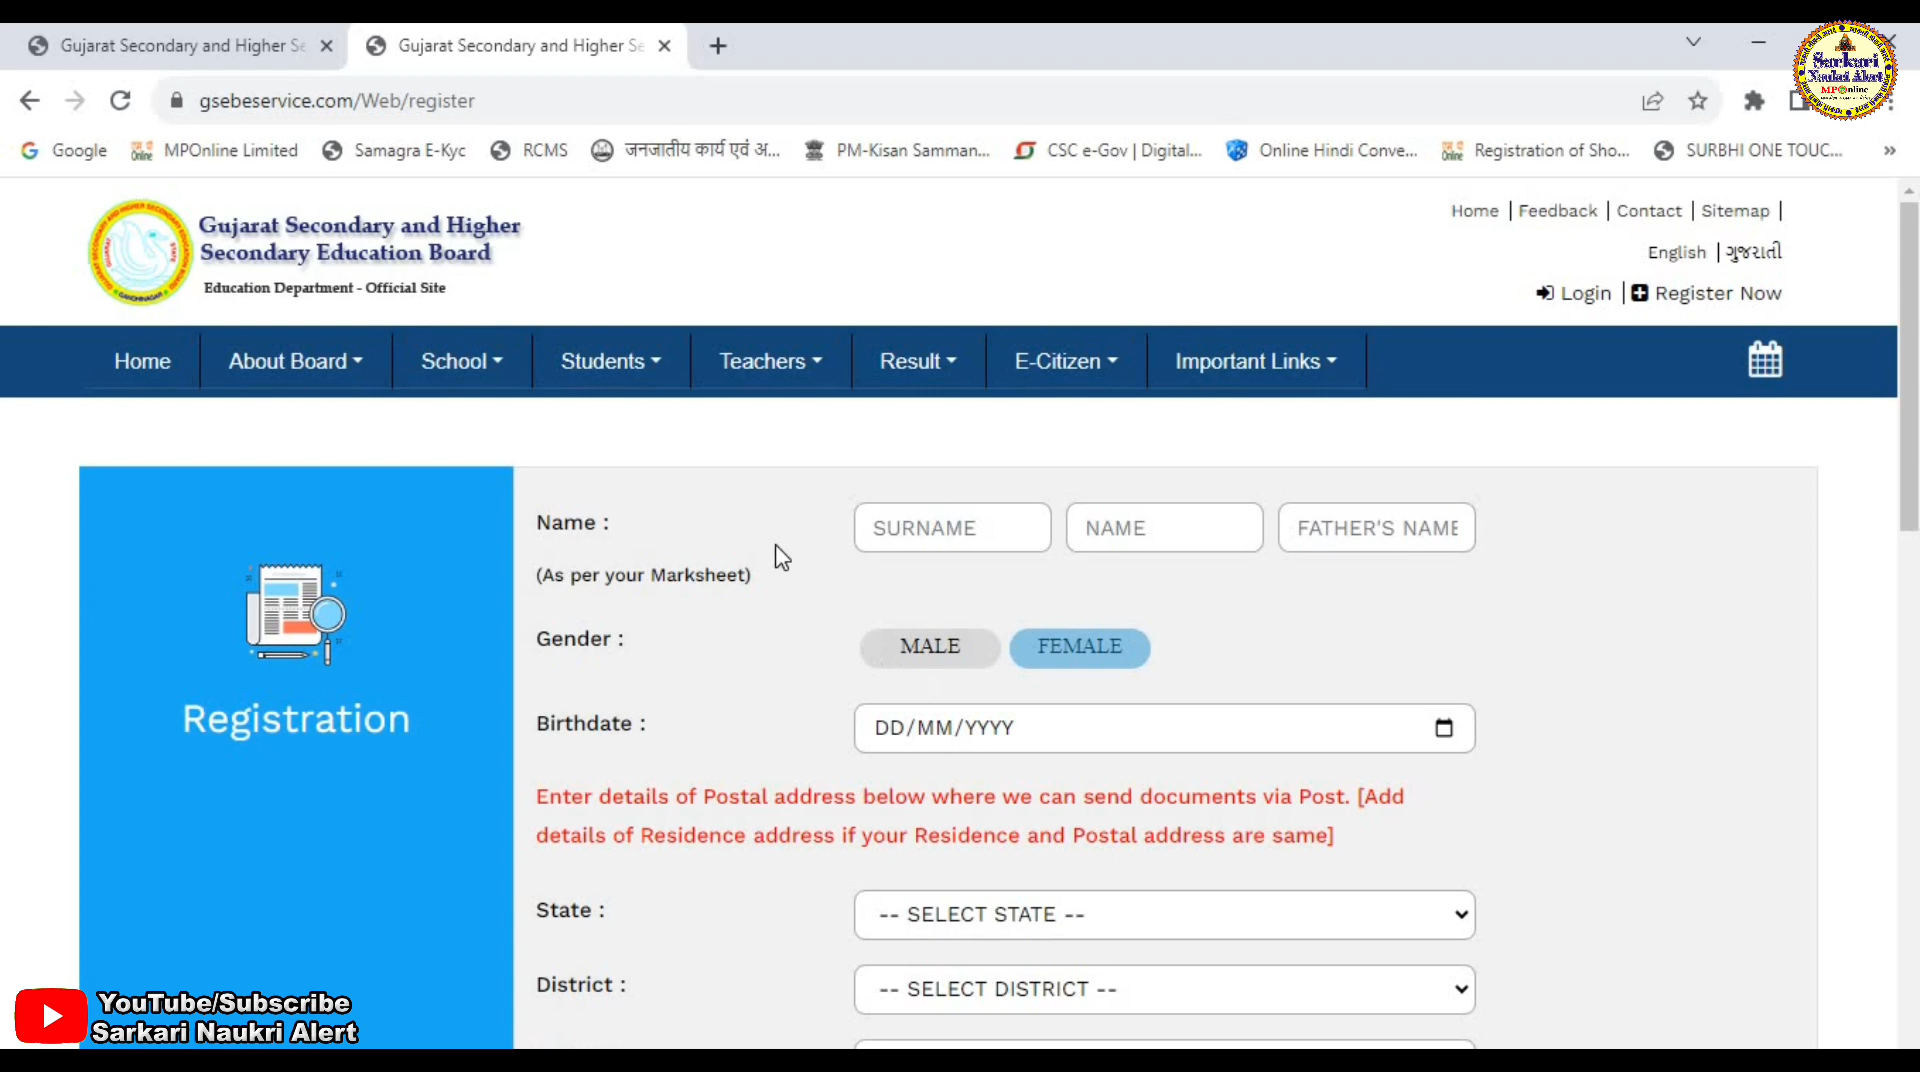 Gujarat Secondary and Higher Se
Gujarat Secondary and Higher Se
gsebeservice.com/Web/register
Sarkari
Naukri Alert
MPOnline
Google
MPOnline Limited
Samagra E-Kyc
RCMS
जनजातीय कार्य एवं अ...
PM-Kisan Samman...
CSC e-Gov | Digital...
Online Hindi Conve...
Registration of Sho...
SURBHI ONE TOUC...
»
Gujarat Secondary and Higher
Secondary Education Board
Education Department - Official Site
Home | Feedback | Contact | Sitemap |
English | ગુજરાતી
Login | Register Now
Home
About Board
School
Students
Teachers
Result
E-Citizen
Important Links
Registration
Name :
SURNAME
NAME
FATHER'S NAME
(As per your Marksheet)
Gender :
MALE
FEMALE
Birthdate :
DD/MM/YYYY
Enter details of Postal address below where we can send documents via Post. [Add
details of Residence address if your Residence and Postal address are same]
State :
-- SELECT STATE --
District :
-- SELECT DISTRICT --
YouTube/Subscribe
Sarkari Naukri Alert